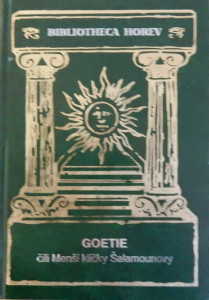 BIBLIOTHECA HOREV
GOETIE
čili Menší klíčky Šalamounovy